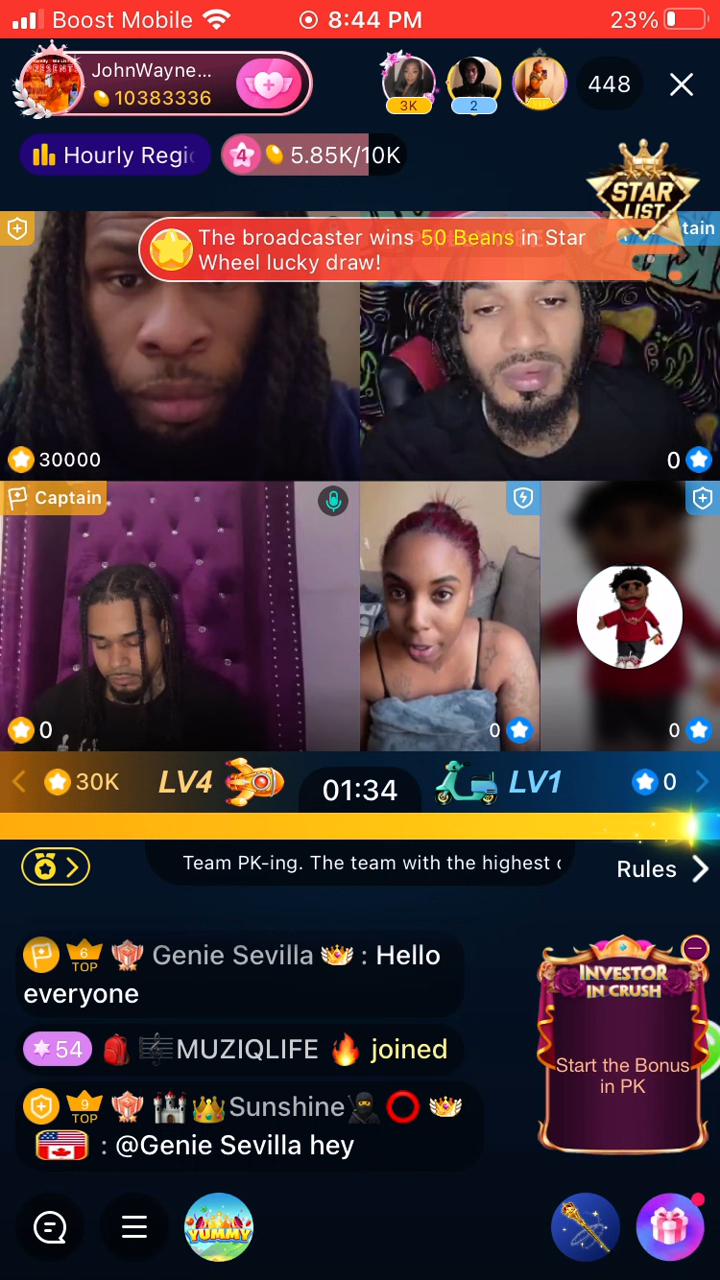 Boost Mobile
8:44 PM
23%
PRESENTS
JohnWayne...
10383336
3K
2
448
Hourly Regi
4
5.85K/10K
STAR
LIST
The broadcaster wins 50 Beans in Star
Wheel lucky draw!
tain
30000
0
Captain
0
0
0
30K
LV4
01:34
LV1
0
Team PK-ing. The team with the highest
Rules
6
TOP
Genie Sevilla : Hello
everyone
54
MUZIQLIFE joined
9
TOP
Sunshine
: @Genie Sevilla hey
INVESTOR
IN CRUSH
Start the Bonus
in PK
YUMMY